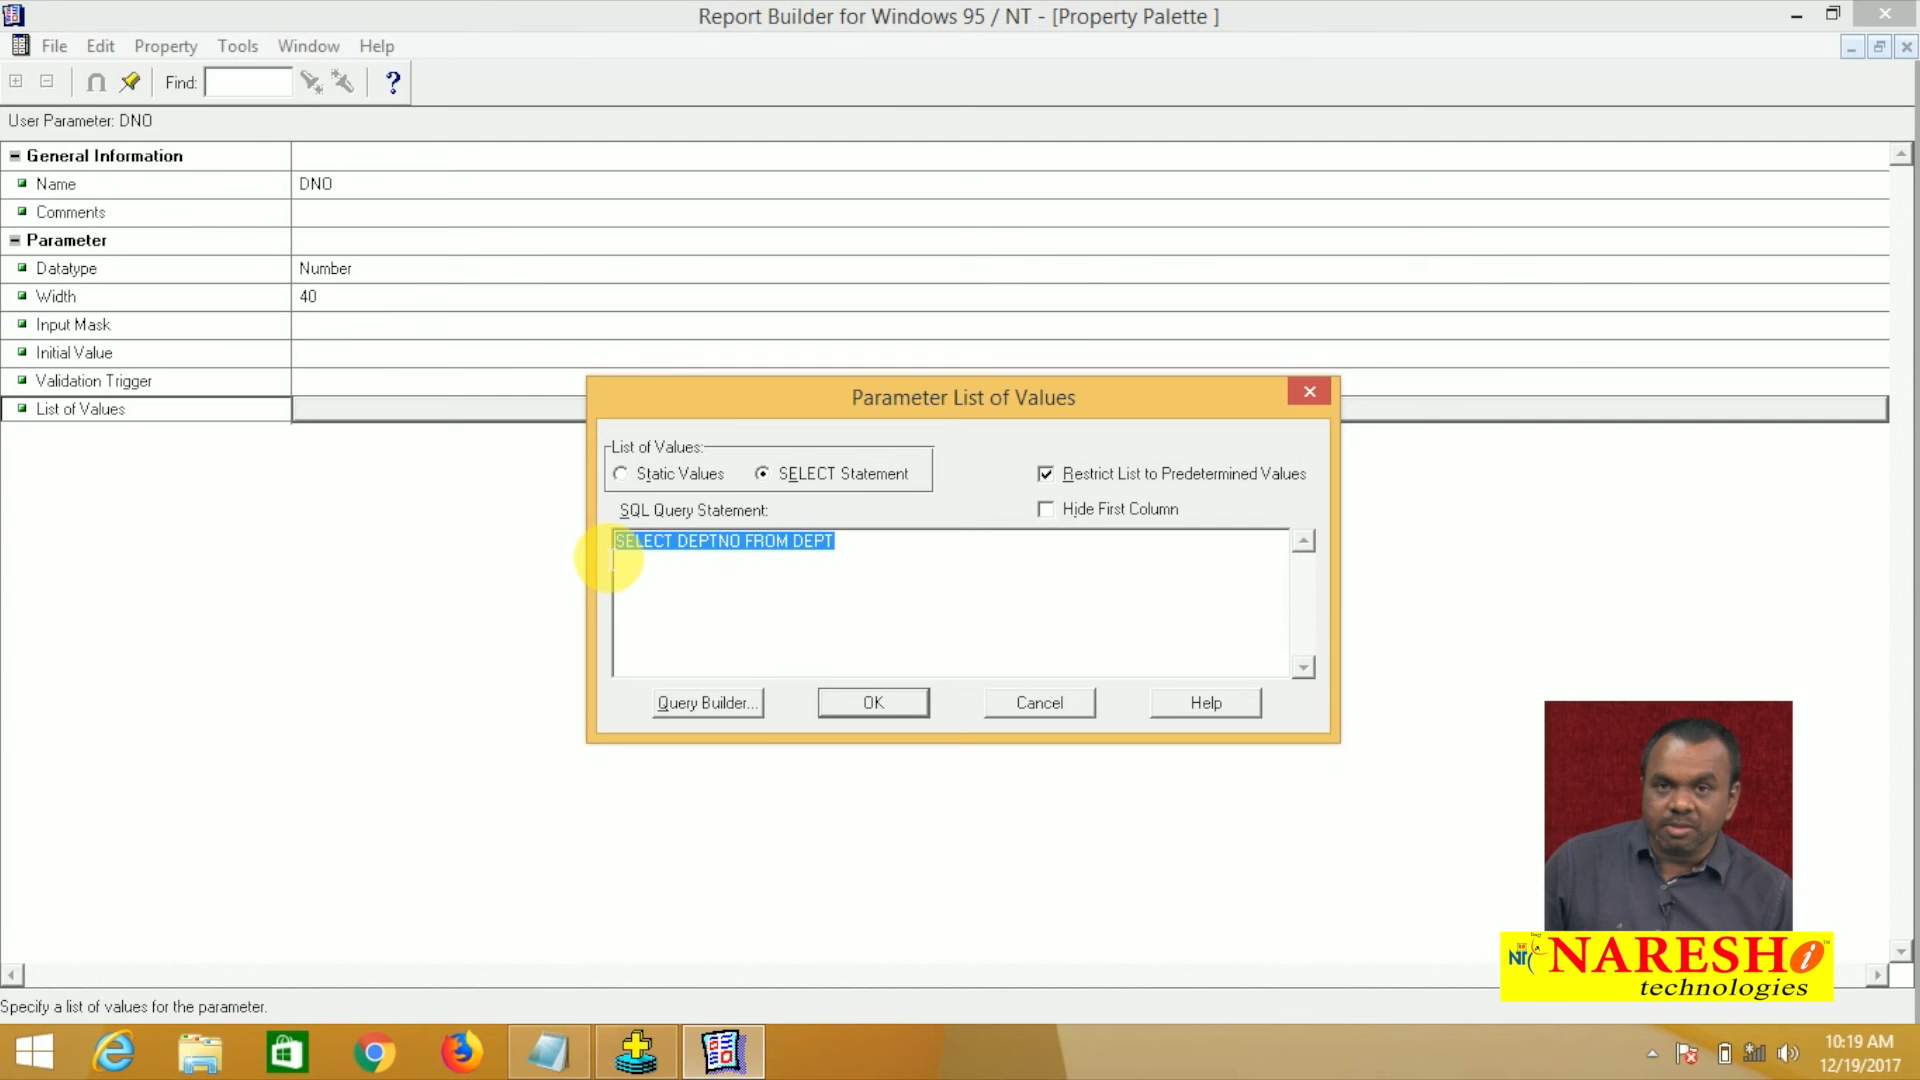 Report Builder for Windows 95 / NT - [Property Palette ]
File Edit Property Tools Window Help
Find:
User Parameter: DNO
General Information
Name DNO
Comments
Parameter
Datatype Number
Width 40
Input Mask
Initial Value
Validation Trigger
List of Values
Parameter List of Values
List of Values:
Static Values SELECT Statement Restrict List to Predetermined Values
SQL Query Statement: Hide First Column
SELECT DEPTNO FROM DEPT
Query Builder... OK Cancel Help
NARESH i
technologies
Specify a list of values for the parameter.
10:19 AM
12/19/2017